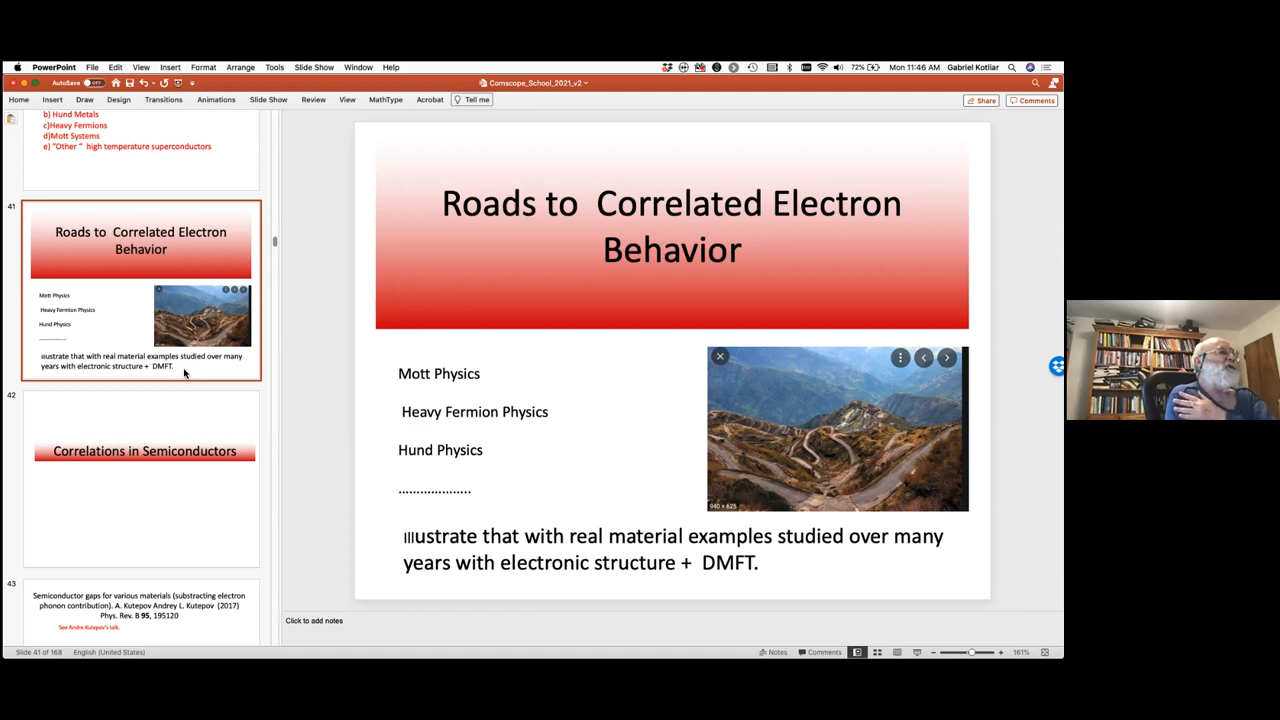 PowerPoint File Edit View Insert Format Arrange Tools Slide Show Window Help 72% Mon 11:46 AM Gabriel Kotliar
AutoSave OFF Comscope_School_2021_v2
Home Insert Draw Design Transitions Animations Slide Show Review View MathType Acrobat Tell me Share Comments
b) Hund Metals
c)Heavy Fermions
d)Mott Systems
e) "Other " high temperature superconductors
41
Roads to Correlated Electron
Behavior
Mott Physics
Heavy Fermion Physics
Hund Physics
Illustrate that with real material examples studied over many
years with electronic structure + DMFT.
42
Correlations in Semiconductors
43
Semiconductor gaps for various materials (substracting electron
phonon contribution). A. Kutepov Andrey L. Kutepov (2017)
Phys. Rev. B 95, 195120
See Andre Kutepov's talk.
Roads to Correlated Electron
Behavior
Mott Physics
Heavy Fermion Physics
Hund Physics
...................
940 × 625
Illustrate that with real material examples studied over many
years with electronic structure + DMFT.
Click to add notes
Slide 41 of 168 English (United States) Notes Comments 161%